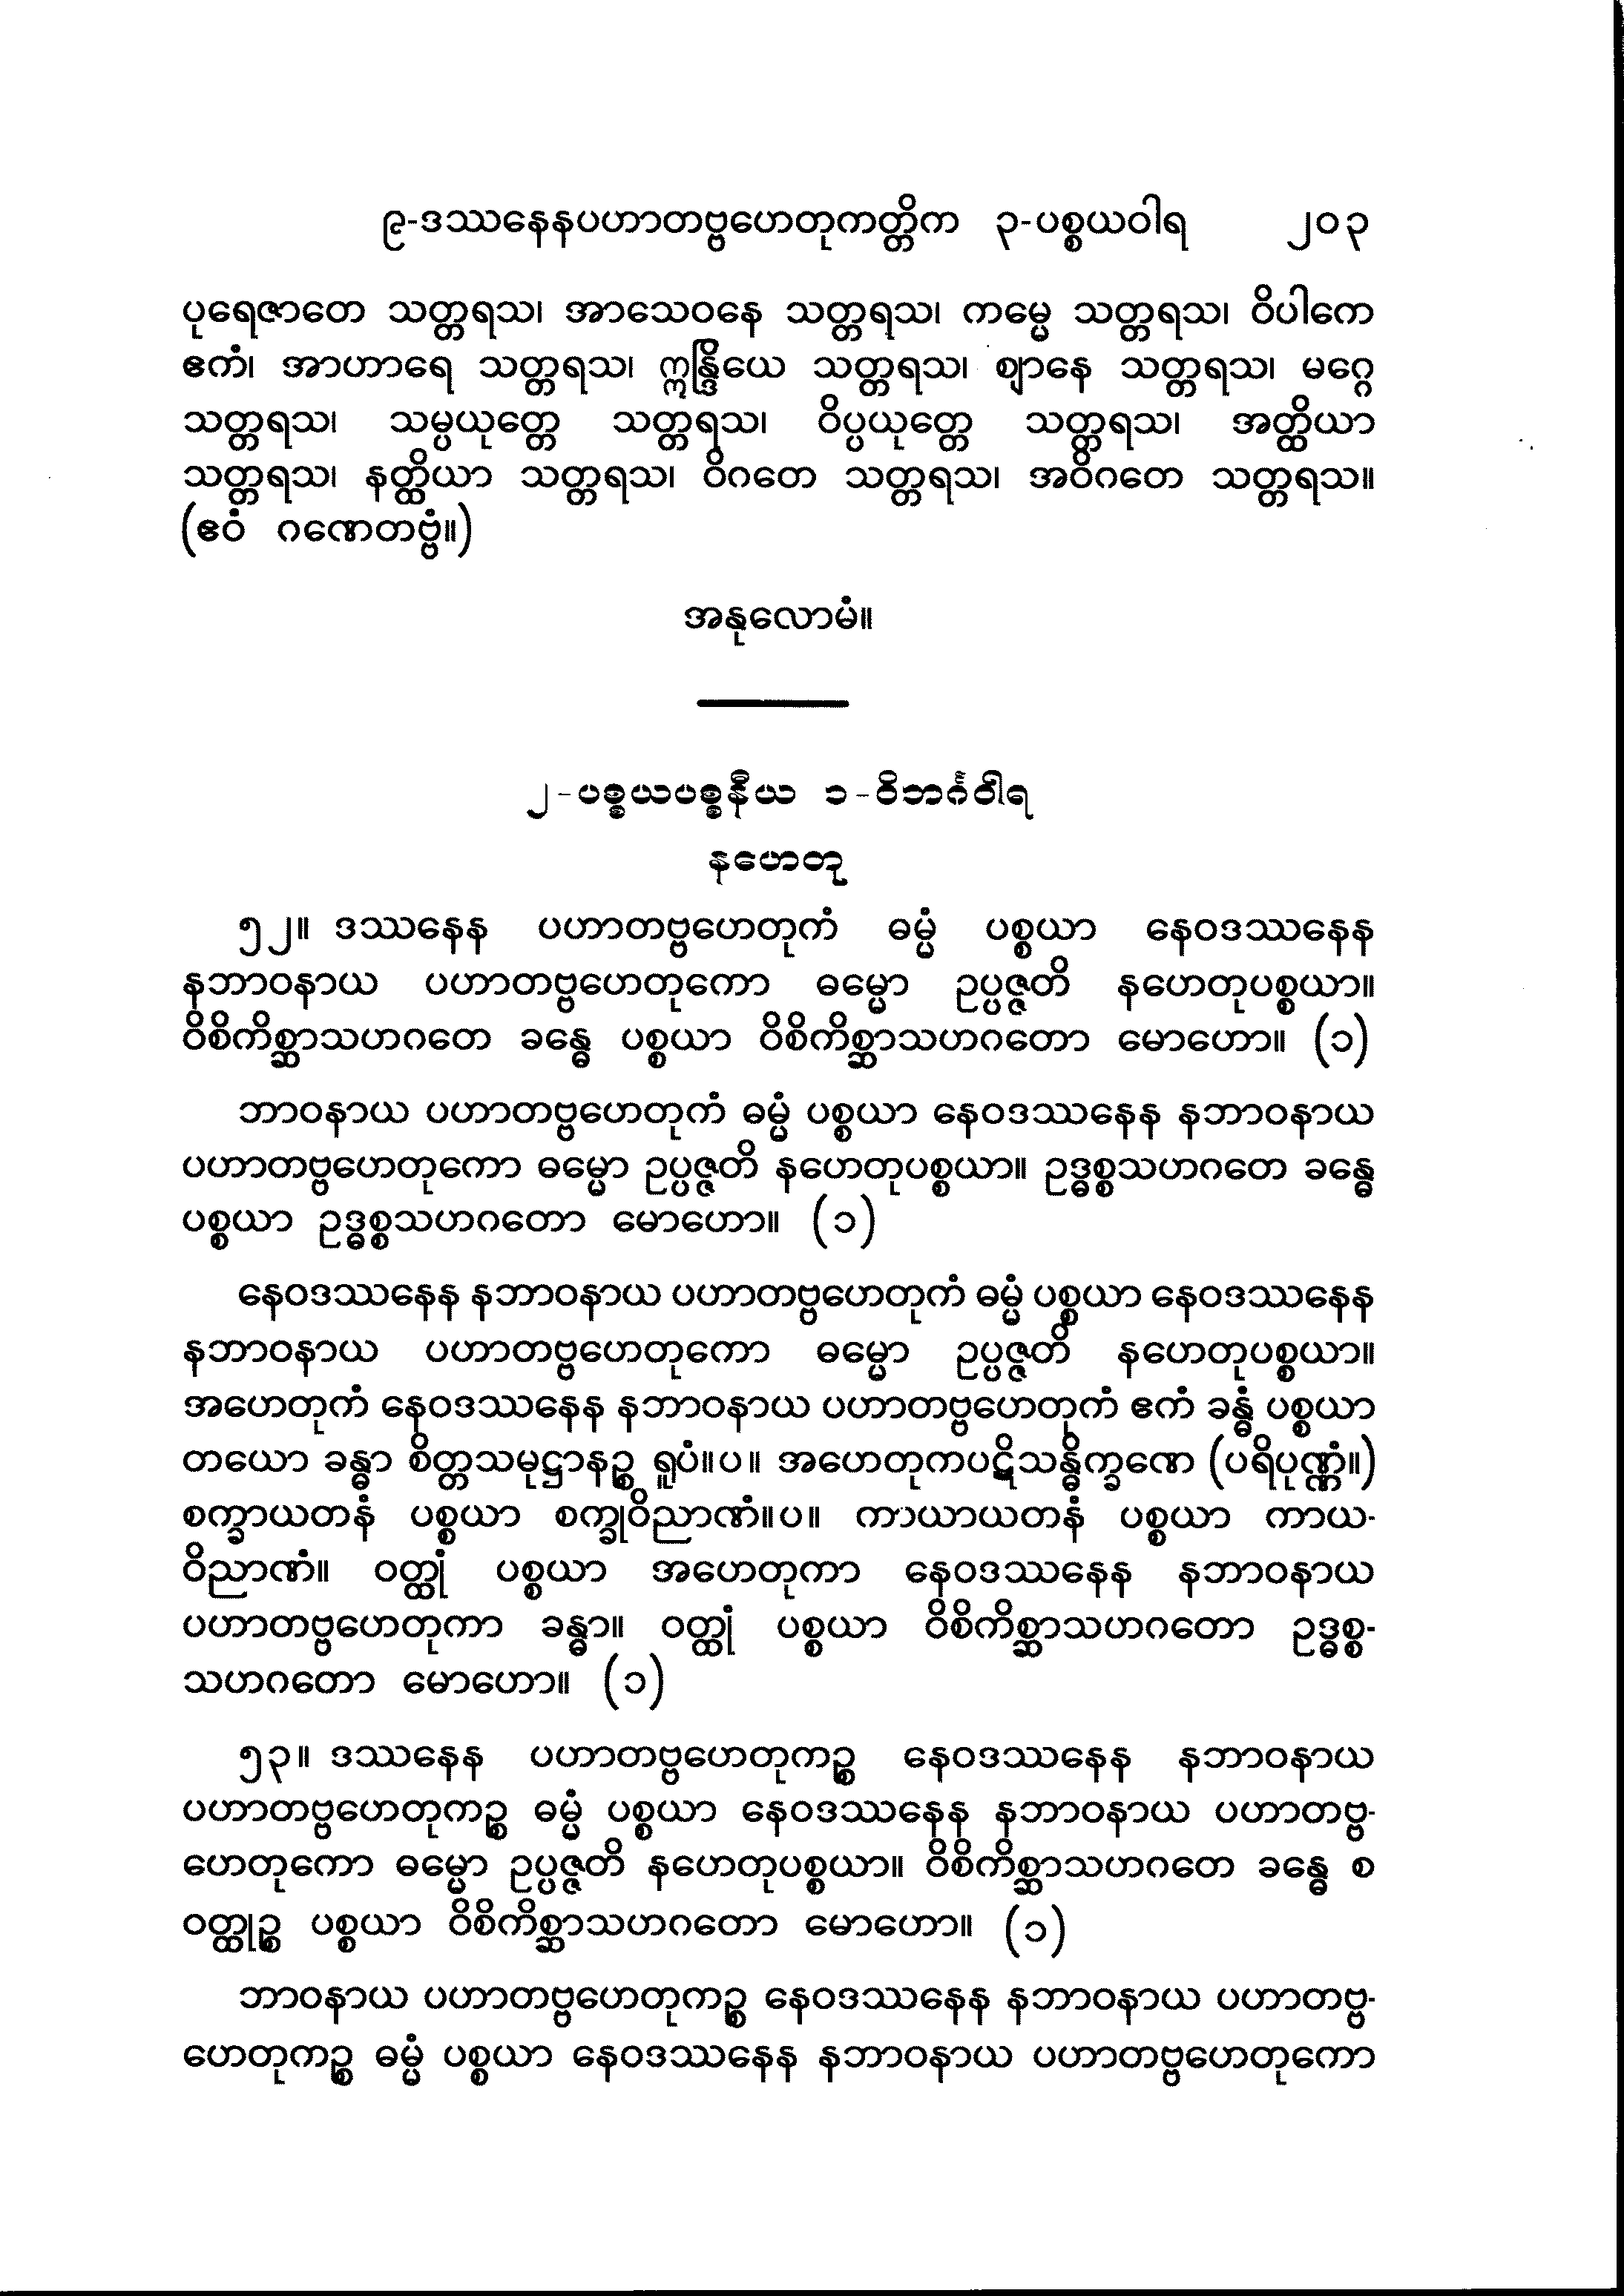 ၉-ဒဿနေနပဟာတဗ္ဗဟေတုကတ္တိက ၃-ပစ္စယဝါရ ၂၀၃
ပုရေဇာတေ သတ္တရသ၊ အာသေဝနေ သတ္တရသ၊ ကမ္မေ သတ္တရသ၊ ဝိပါကေ
ဧကံ၊ အာဟာရေ သတ္တရသ၊ ဣန္ဒြိယေ သတ္တရသ၊ ဈာနေ သတ္တရသ၊ မဂ္ဂေ
သတ္တရသ၊ သမ္ပယုတ္တေ သတ္တရသ၊ ဝိပ္ပယုတ္တေ သတ္တရသ၊ အတ္ထိယာ
သတ္တရသ၊ နတ္ထိယာ သတ္တရသ၊ ဝိဂတေ သတ္တရသ၊ အဝိဂတေ သတ္တရသ။
(ဧဝံ ဂဏေတဗ္ဗံ။)
အနုလောမံ။
၂-ပစ္စယပစ္စနီယ ၁-ဝိဘင်္ဂဝါရ
နဟေတု
၅၂။ ဒဿနေန ပဟာတဗ္ဗဟေတုကံ ဓမ္မံ ပစ္စယာ နေဝဒဿနေန
နဘာဝနာယ ပဟာတဗ္ဗဟေတုကော ဓမ္မော ဥပ္ပဇ္ဇတိ နဟေတုပစ္စယာ။
ဝိစိကိစ္ဆာသဟဂတေ ခန္ဓေ ပစ္စယာ ဝိစိကိစ္ဆာသဟဂတော မောဟော။ (၁)
ဘာဝနာယ ပဟာတဗ္ဗဟေတုကံ ဓမ္မံ ပစ္စယာ နေဝဒဿနေန နဘာဝနာယ
ပဟာတဗ္ဗဟေတုကော ဓမ္မော ဥပ္ပဇ္ဇတိ နဟေတုပစ္စယာ။ ဥဒ္ဓစ္စသဟဂတေ ခန္ဓေ
ပစ္စယာ ဥဒ္ဓစ္စသဟဂတော မောဟော။ (၁)
နေဝဒဿနေန နဘာဝနာယ ပဟာတဗ္ဗဟေတုကံ ဓမ္မံ ပစ္စယာ နေဝဒဿနေန
နဘာဝနာယ ပဟာတဗ္ဗဟေတုကော ဓမ္မော ဥပ္ပဇ္ဇတိ နဟေတုပစ္စယာ။
အဟေတုကံ နေဝဒဿနေန နဘာဝနာယ ပဟာတဗ္ဗဟေတုကံ ဧကံ ခန္ဓံ ပစ္စယာ
တယော ခန္ဓာ စိတ္တသမုဋ္ဌာနဉ္စ ရူပံ။ပ။ အဟေတုကပဋိသန္ဓိက္ခဏေ (ပရိပုဏ္ဏံ။)
စက္ခာယတနံ ပစ္စယာ စက္ခုဝိညာဏံ။ပ။ ကာယာယတနံ ပစ္စယာ ကာယ-
ဝိညာဏံ။ ဝတ္ထုံ ပစ္စယာ အဟေတုကာ နေဝဒဿနေန နဘာဝနာယ
ပဟာတဗ္ဗဟေတုကာ ခန္ဓာ။ ဝတ္ထုံ ပစ္စယာ ဝိစိကိစ္ဆာသဟဂတော ဥဒ္ဓစ္စ-
သဟဂတော မောဟော။ (၁)
၅၃။ ဒဿနေန ပဟာတဗ္ဗဟေတုကဉ္စ နေဝဒဿနေန နဘာဝနာယ
ပဟာတဗ္ဗဟေတုကဉ္စ ဓမ္မံ ပစ္စယာ နေဝဒဿနေန နဘာဝနာယ ပဟာတဗ္ဗ-
ဟေတုကော ဓမ္မော ဥပ္ပဇ္ဇတိ နဟေတုပစ္စယာ။ ဝိစိကိစ္ဆာသဟဂတေ ခန္ဓေ စ
ဝတ္ထုဉ္စ ပစ္စယာ ဝိစိကိစ္ဆာသဟဂတော မောဟော။ (၁)
ဘာဝနာယ ပဟာတဗ္ဗဟေတုကဉ္စ နေဝဒဿနေန နဘာဝနာယ ပဟာတဗ္ဗ-
ဟေတုကဉ္စ ဓမ္မံ ပစ္စယာ နေဝဒဿနေန နဘာဝနာယ ပဟာတဗ္ဗဟေတုကော